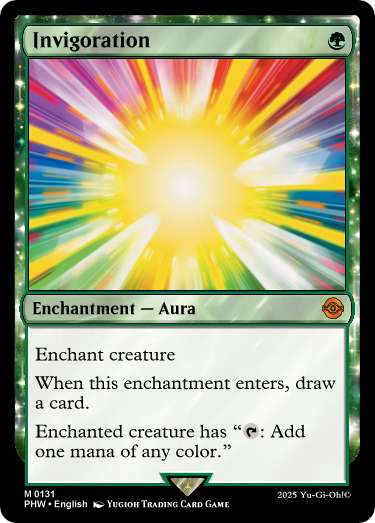 Invigoration
Enchantment — Aura
Enchant creature
When this enchantment enters, draw
a card.
Enchanted creature has “: Add
one mana of any color.”
M 0131
PHW • English Yugioh Trading Card Game
2025 Yu-Gi-Oh!©